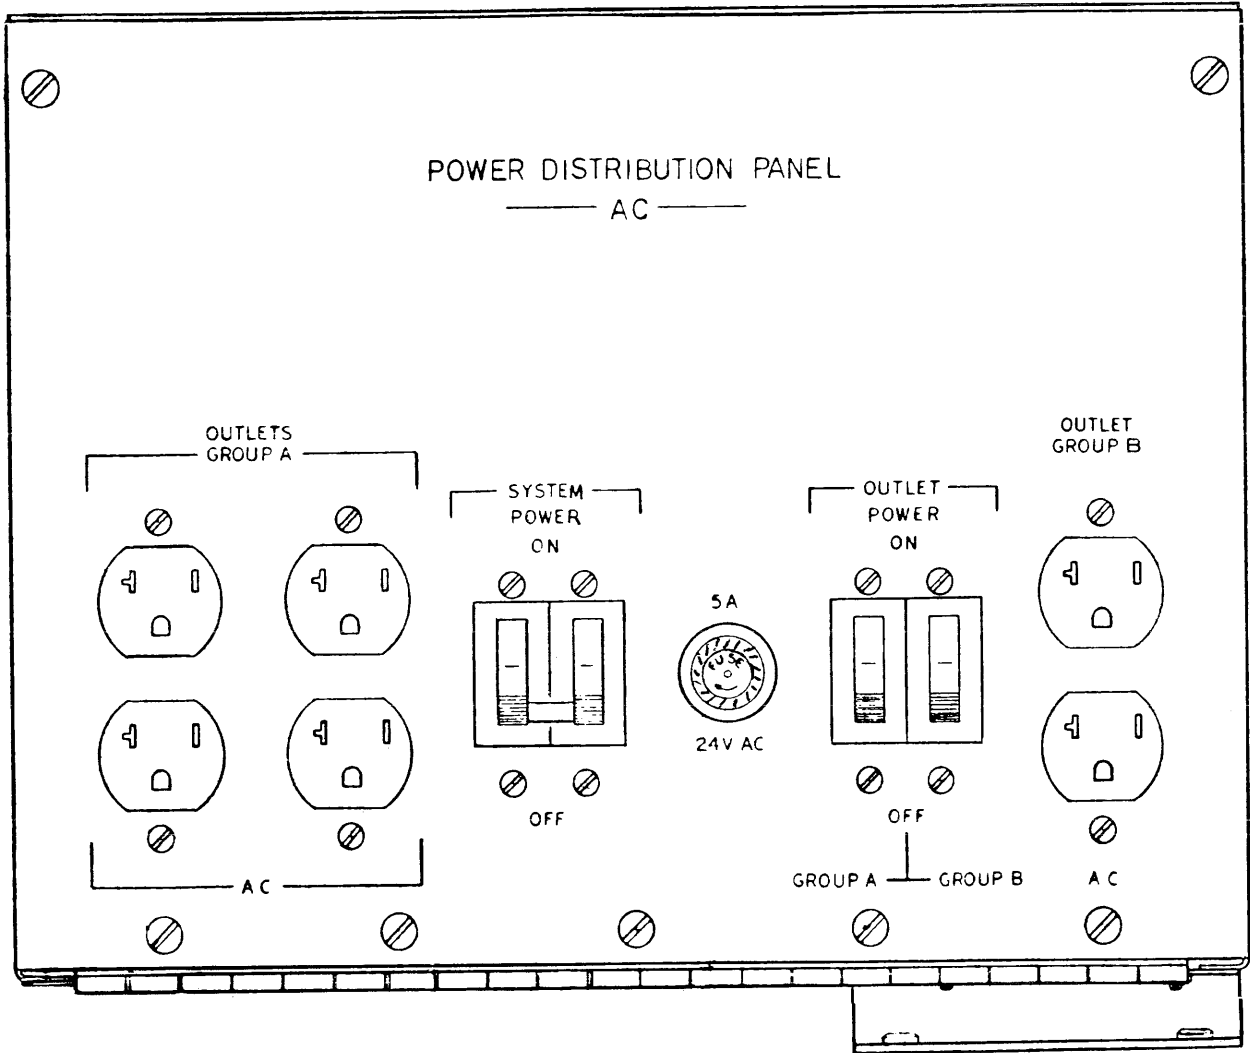 POWER DISTRIBUTION PANEL
AC
OUTLETS
GROUP A
SYSTEM
POWER
ON
OFF
5A
FUSE
24V AC
OUTLET
POWER
ON
OFF
GROUP A
GROUP B
OUTLET
GROUP B
AC
AC